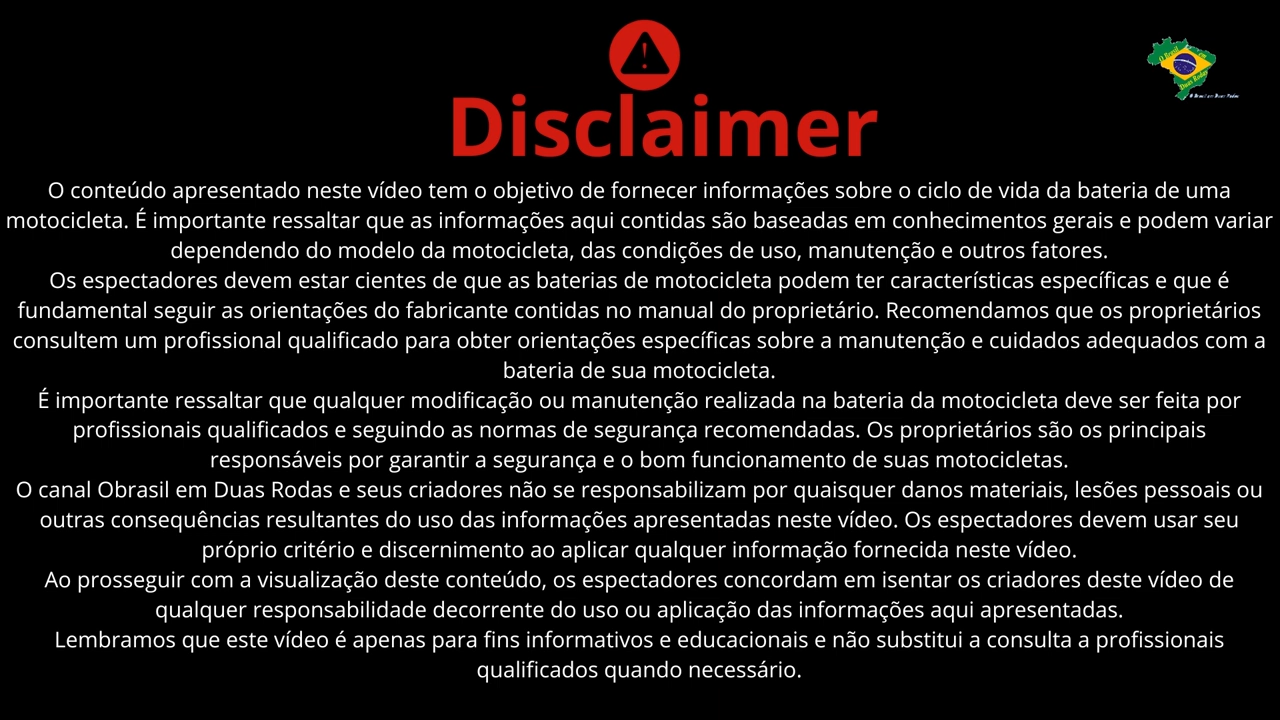 Disclaimer
O Brasil em
Duas Rodas
O Brasil em Duas Rodas
O conteúdo apresentado neste vídeo tem o objetivo de fornecer informações sobre o ciclo de vida da bateria de uma
motocicleta. É importante ressaltar que as informações aqui contidas são baseadas em conhecimentos gerais e podem variar
dependendo do modelo da motocicleta, das condições de uso, manutenção e outros fatores.
Os espectadores devem estar cientes de que as baterias de motocicleta podem ter características específicas e que é
fundamental seguir as orientações do fabricante contidas no manual do proprietário. Recomendamos que os proprietários
consultem um profissional qualificado para obter orientações específicas sobre a manutenção e cuidados adequados com a
bateria de sua motocicleta.
É importante ressaltar que qualquer modificação ou manutenção realizada na bateria da motocicleta deve ser feita por
profissionais qualificados e seguindo as normas de segurança recomendadas. Os proprietários são os principais
responsáveis por garantir a segurança e o bom funcionamento de suas motocicletas.
O canal Obrasil em Duas Rodas e seus criadores não se responsabilizam por quaisquer danos materiais, lesões pessoais ou
outras consequências resultantes do uso das informações apresentadas neste vídeo. Os espectadores devem usar seu
próprio critério e discernimento ao aplicar qualquer informação fornecida neste vídeo.
Ao prosseguir com a visualização deste conteúdo, os espectadores concordam em isentar os criadores deste vídeo de
qualquer responsabilidade decorrente do uso ou aplicação das informações aqui apresentadas.
Lembramos que este vídeo é apenas para fins informativos e educacionais e não substitui a consulta a profissionais
qualificados quando necessário.